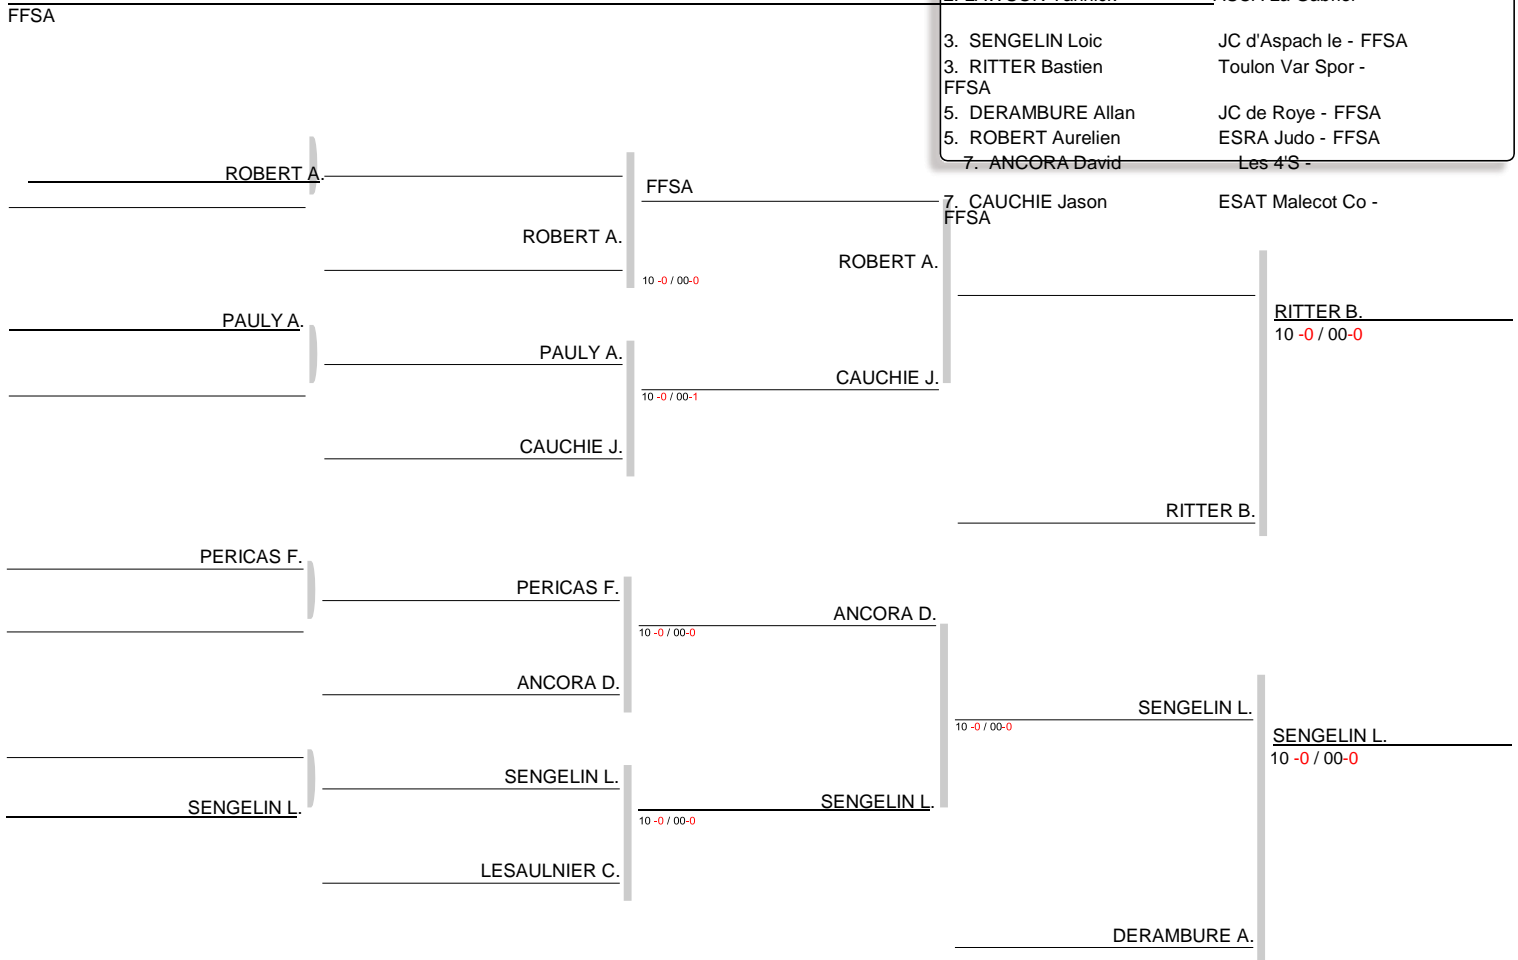 FFSA
3. SENGELIN Loic JC d'Aspach le - FFSA
3. RITTER Bastien Toulon Var Spor -
FFSA
5. DERAMBURE Allan JC de Roye - FFSA
5. ROBERT Aurelien ESRA Judo - FFSA
7. ANCORA David Les 4'S -
7. CAUCHIE Jason ESAT Malecot Co -
FFSA
ROBERT A.
FFSA
ROBERT A.
10 -0 / 00-0
ROBERT A.
PAULY A.
PAULY A.
10 -0 / 00-1
CAUCHIE J.
CAUCHIE J.
RITTER B.
10 -0 / 00-0
RITTER B.
PERICAS F.
PERICAS F.
10 -0 / 00-0
ANCORA D.
ANCORA D.
SENGELIN L.
10 -0 / 00-0
SENGELIN L.
10 -0 / 00-0
SENGELIN L.
SENGELIN L.
10 -0 / 00-0
SENGELIN L.
LESAULNIER C.
DERAMBURE A.